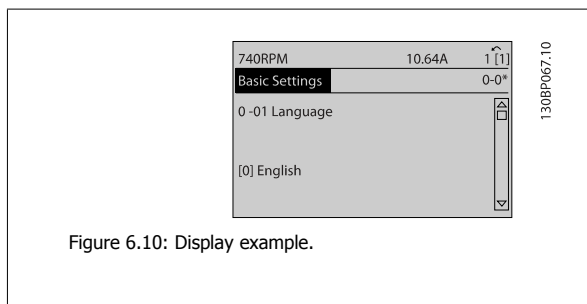 740RPM 10.64A 1 [1]
Basic Settings 0-0*
0 -01 Language
[0] English
130BP067.10
Figure 6.10: Display example.